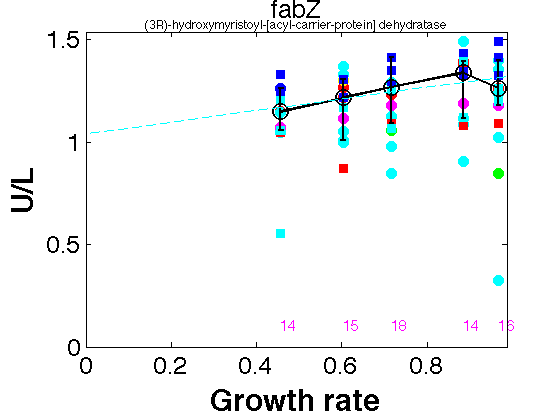 fabZ
(3R)-hydroxymyristoyl-[acyl-carrier-protein] dehydratase
1.5
1
0.5
0
U/L
14 15 18 14 16
0 0.2 0.4 0.6 0.8
Growth rate